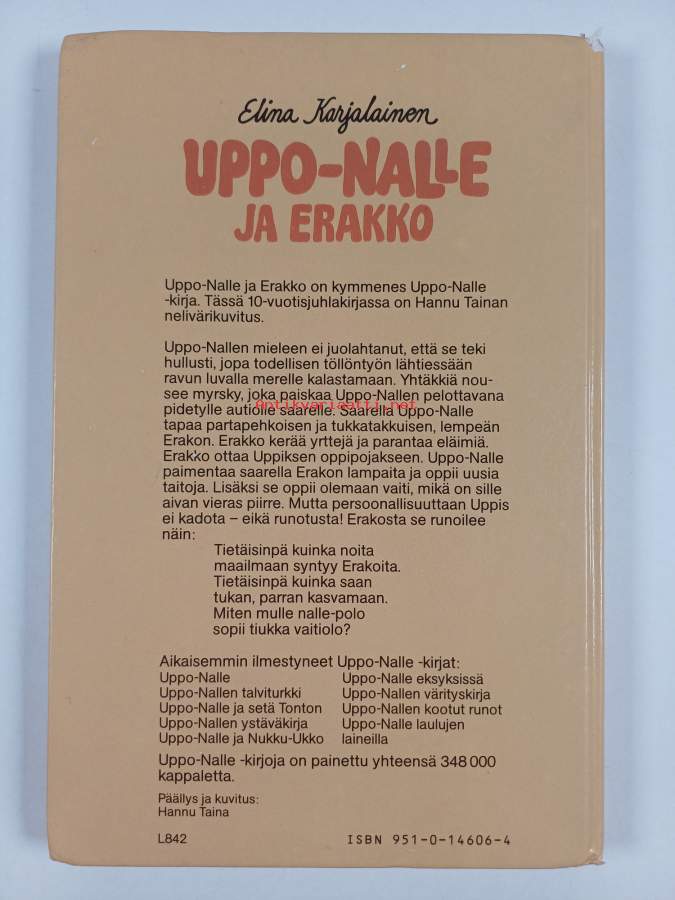 Elina Karjalainen
UPPO-NALLE
JA ERAKKO
Uppo-Nalle ja Erakko on kymmenes Uppo-Nalle
-kirja. Tässä 10-vuotisjuhlakirjassa on Hannu Tainan
nelivärikuvitus.
Uppo-Nallen mieleen ei juolahtanut, että se teki
hullusti, jopa todellisen töllöntyön lähtiessään
ravun luvalla merelle kalastamaan. Yhtäkkiä nou-
see myrsky, joka paiskaa Uppo-Nallen pelottavana
Antikvariaatti.net
pidetylle autiolle saarelle. Saarella Uppo-Nalle
tapaa partapehkoisen ja tukkatakkuisen, lempeän
Erakon. Erakko kerää yrttejä ja parantaa eläimiä.
Erakko ottaa Uppiksen oppipojakseen. Uppo-Nalle
paimentaa saarella Erakon lampaita ja oppii uusia
taitoja. Lisäksi se oppii olemaan vaiti, mikä on sille
aivan vieras piirre. Mutta persoonallisuuttaan Uppis
ei kadota – eikä runotusta! Erakosta se runoilee
näin:
Tietäisinpä kuinka noita
maailmaan syntyy Erakoita.
Tietäisinpä kuinka saan
tukan, parran kasvamaan.
Miten mulle nalle-polo
sopii tiukka vaitiolo?
Aikaisemmin ilmestyneet Uppo-Nalle -kirjat:
Uppo-Nalle
Uppo-Nallen talviturkki
Uppo-Nalle ja setä Tonton
Uppo-Nallen ystäväkirja
Uppo-Nalle ja Nukku-Ukko
Uppo-Nalle eksyksissä
Uppo-Nallen värityskirja
Uppo-Nallen kootut runot
Uppo-Nalle laulujen
laineilla
Uppo-Nalle -kirjoja on painettu yhteensä 348 000
kappaletta.
Päällys ja kuvitus:
Hannu Taina
L842
ISBN 951-0-14606-4